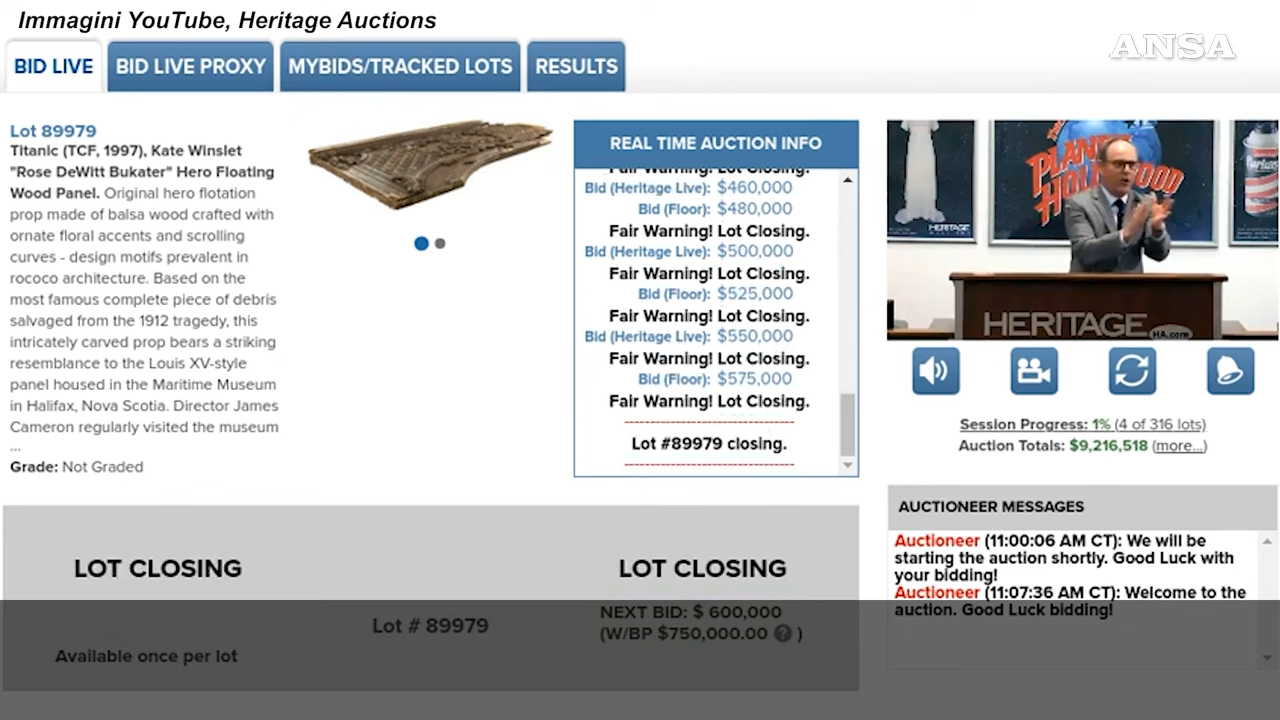 Immagini YouTube, Heritage Auctions
ANSA
BID LIVE
BID LIVE PROXY
MYBIDS/TRACKED LOTS
RESULTS
Lot 89979
Titanic (TCF, 1997), Kate Winslet
"Rose DeWitt Bukater" Hero Floating
Wood Panel. Original hero flotation
prop made of balsa wood crafted with
ornate floral accents and scrolling
curves - design motifs prevalent in
rococo architecture. Based on the
most famous complete piece of debris
salvaged from the 1912 tragedy, this
intricately carved prop bears a striking
resemblance to the Louis XV-style
panel housed in the Maritime Museum
in Halifax, Nova Scotia. Director James
Cameron regularly visited the museum
...
Grade: Not Graded
REAL TIME AUCTION INFO
Fair Warning! Lot Closing.
Bid (Heritage Live): $460,000
Bid (Floor): $480,000
Fair Warning! Lot Closing.
Bid (Heritage Live): $500,000
Fair Warning! Lot Closing.
Bid (Floor): $525,000
Fair Warning! Lot Closing.
Bid (Heritage Live): $550,000
Fair Warning! Lot Closing.
Bid (Floor): $575,000
Fair Warning! Lot Closing.
Lot #89979 closing.
HERITAGE
HERITAGE
HA.com
Session Progress: 1% (4 of 316 lots)
Auction Totals: $9,216,518 (more...)
AUCTIONEER MESSAGES
Auctioneer (11:00:06 AM CT): We will be
starting the auction shortly. Good Luck with
your bidding!
Auctioneer (11:07:36 AM CT): Welcome to the
auction. Good Luck bidding!
LOT CLOSING
LOT CLOSING
Lot # 89979
NEXT BID: $ 600,000
(W/BP $750,000.00 ? )
Available once per lot